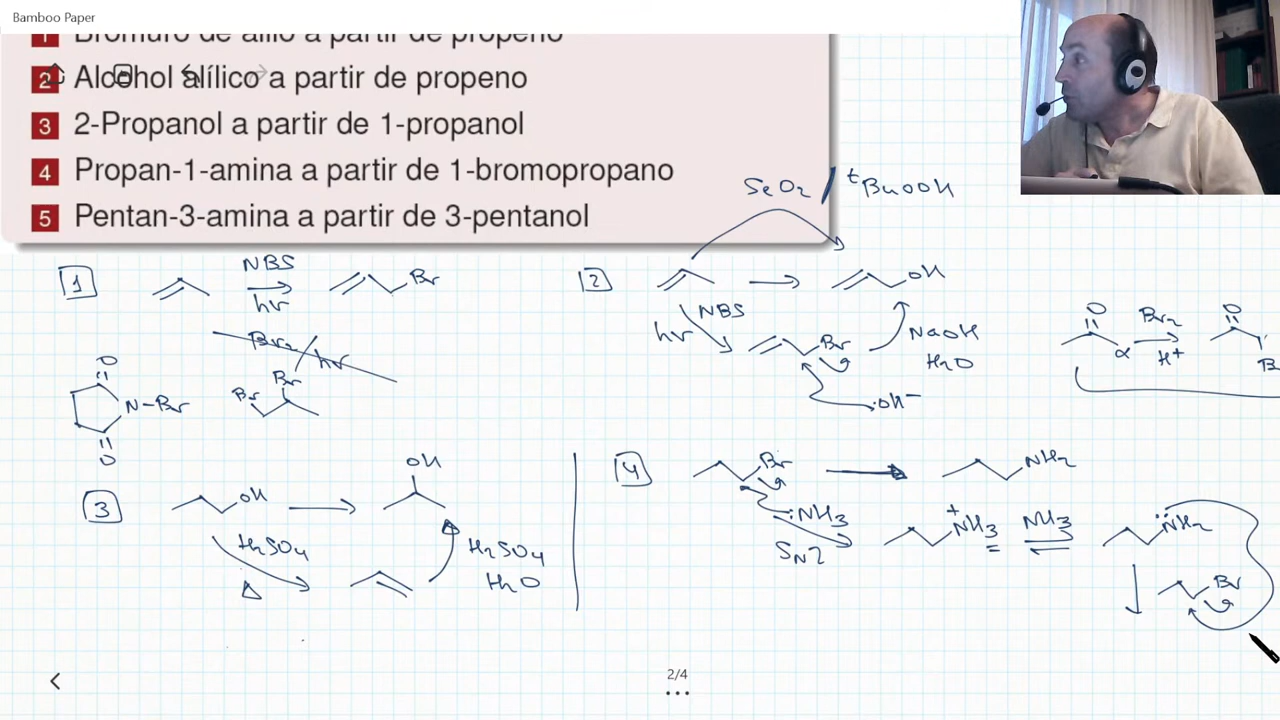 Bamboo Paper
1 Bromuro de alilo a partir de propeno
2 Alcohol alílico a partir de propeno
3 2-Propanol a partir de 1-propanol
4 Propan-1-amina a partir de 1-bromopropano
5 Pentan-3-amina a partir de 3-pentanol
SeO2 / tBuOOH
1 NBS hν Br
Br2/hν
O N-Br O
Br Br
2 OH
NBS hν Br
NaOH
H2O
:OH-
O α Br2 H+ O B
3 OH OH
H2SO4
Δ
H2SO4
H2O
4 Br NH2
:NH3
SN2
+NH3 NH3 :NH2
Br
2/4